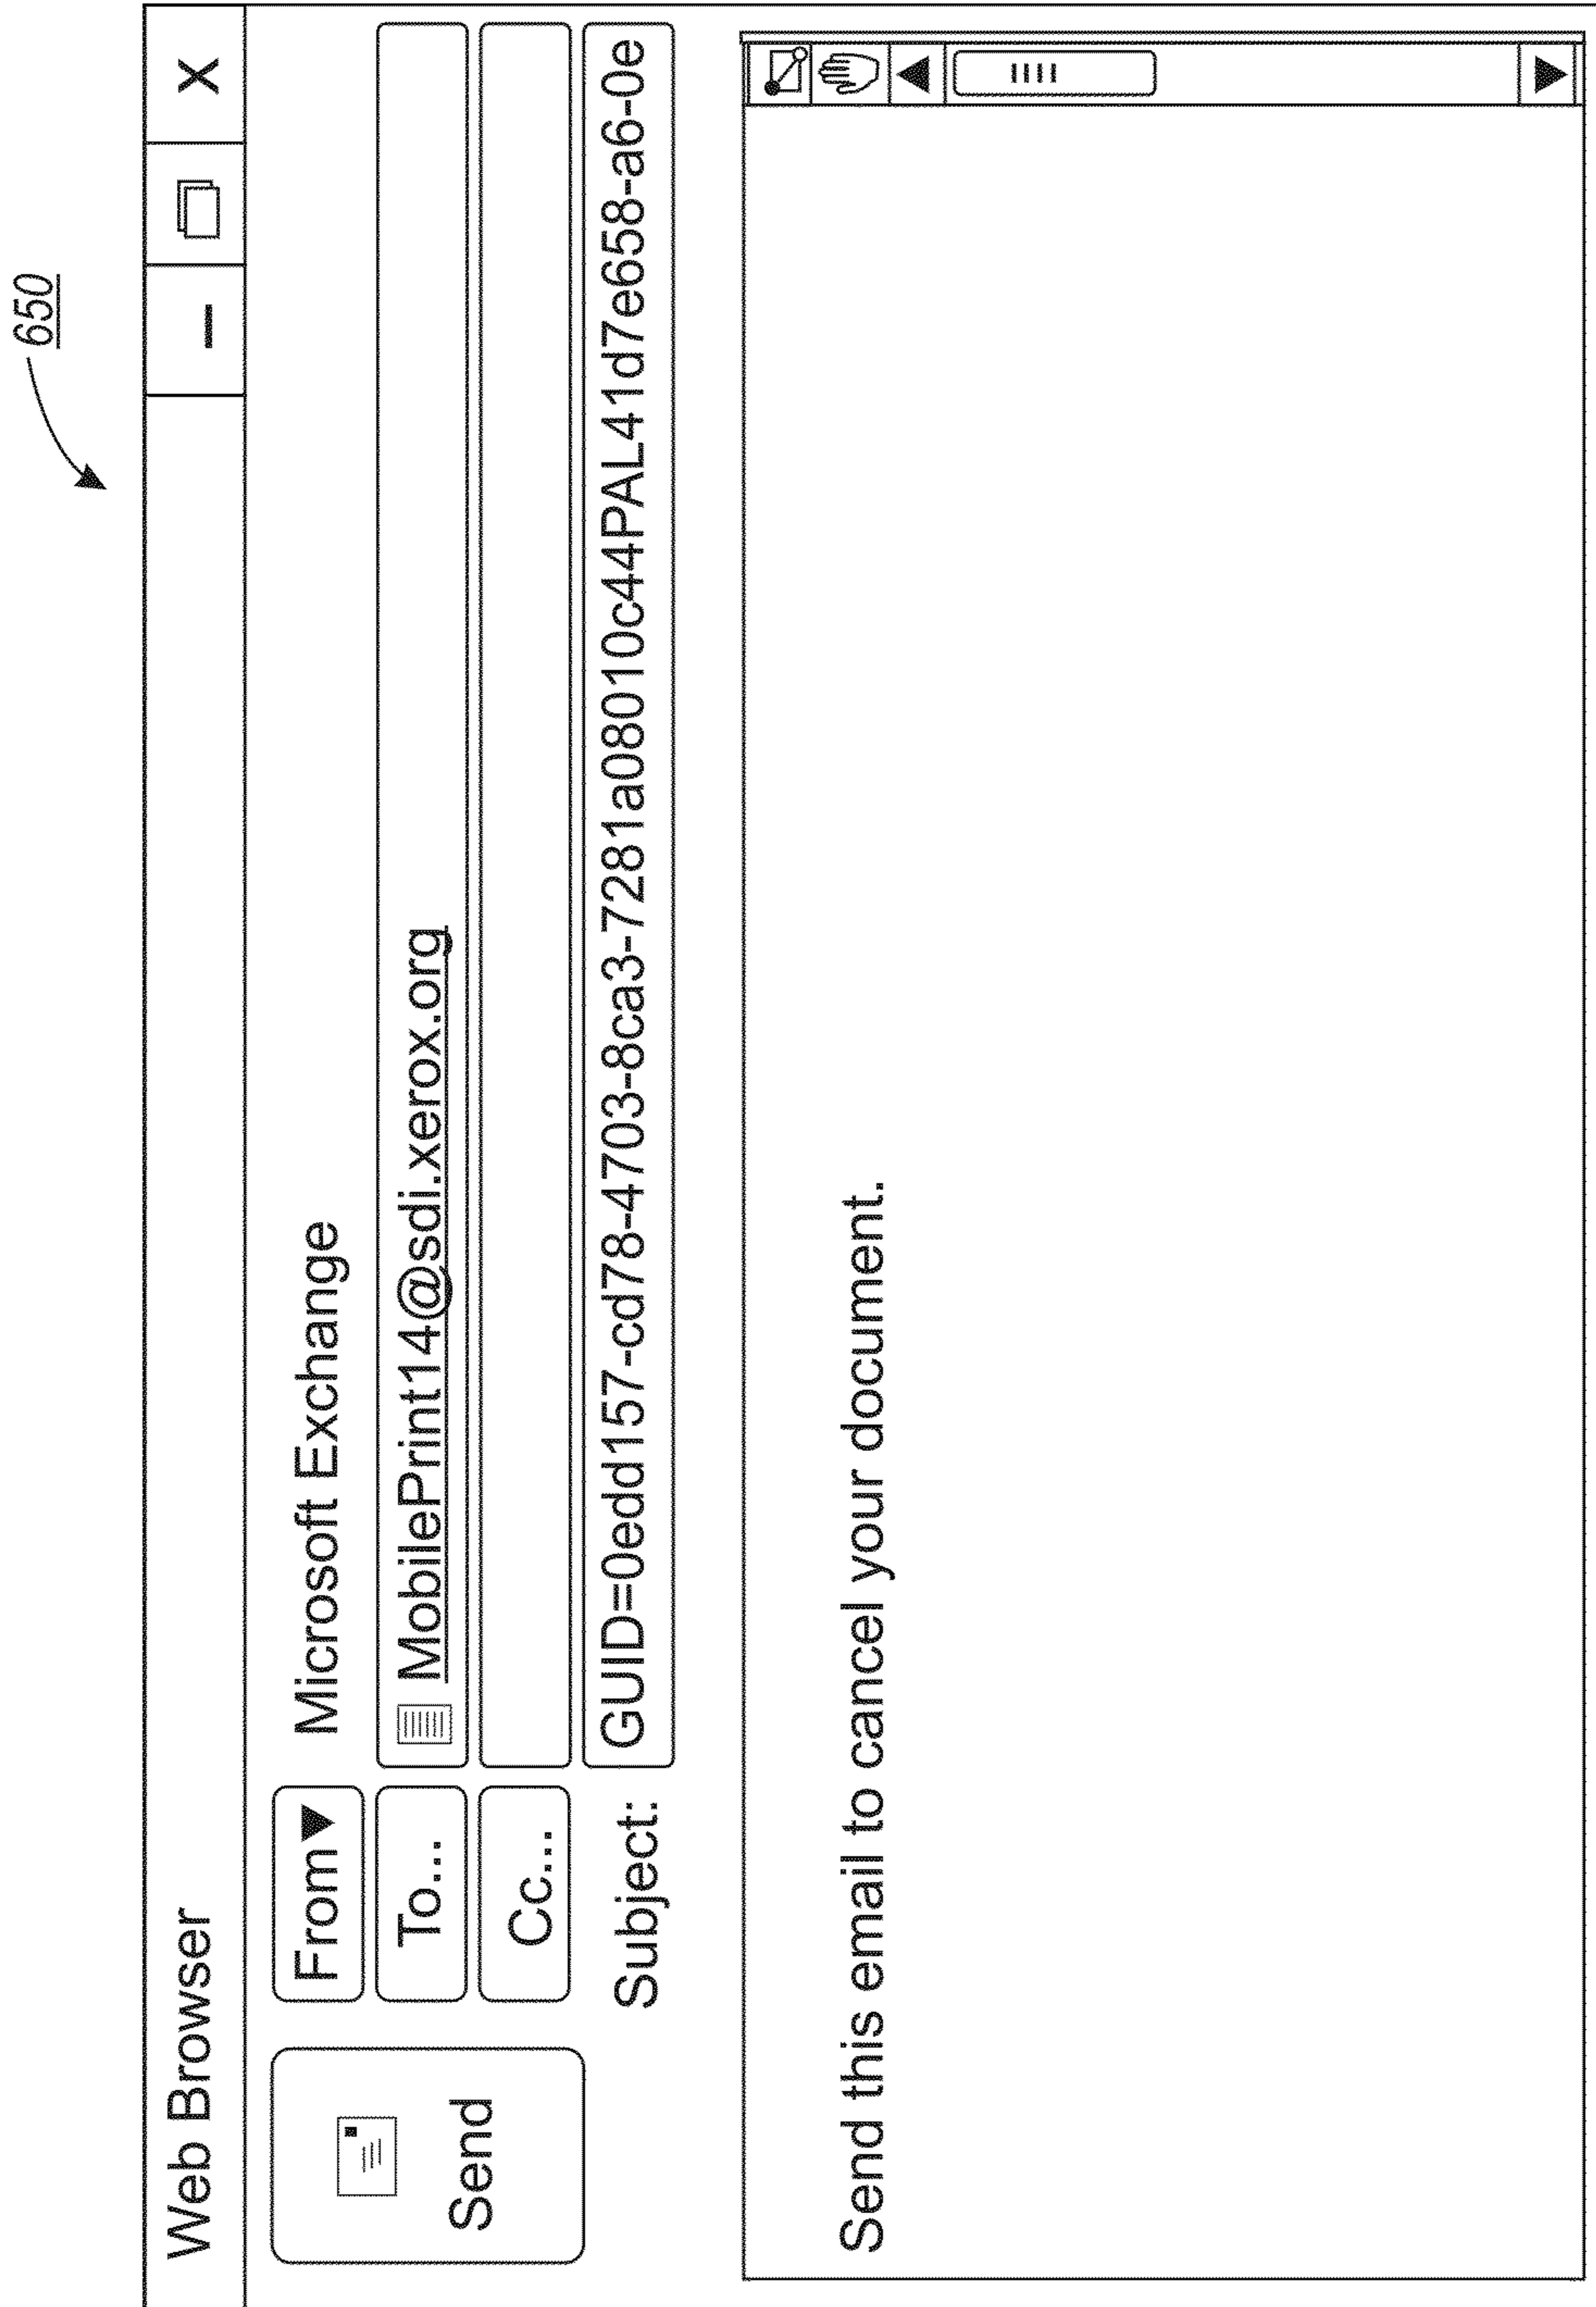 650
Web Browser
X
From
Microsoft Exchange
To...
MobilePrint14@sdi.xerox.org
Cc...
Send
Subject:
GUID=0edd157-cd78-4703-8ca3-7281a08010c44PAL41d7e658-a6-0e
Send this email to cancel your document.